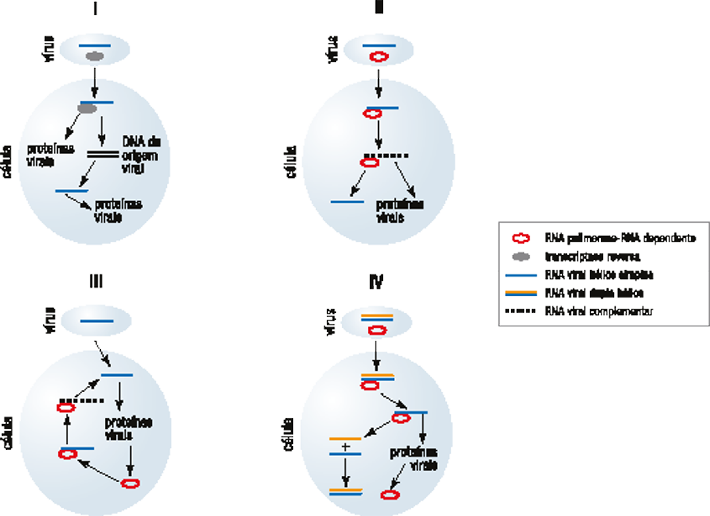 I
vírus
célula
proteínas
virais
DNA de
origem
viral
proteínas
virais
II
vírus
célula
proteínas
virais
III
vírus
célula
proteínas
virais
IV
vírus
célula
proteínas
virais
+
RNA polimerase-RNA dependente
transcriptase reversa
RNA viral hélice simples
RNA viral dupla hélice
RNA viral complementar